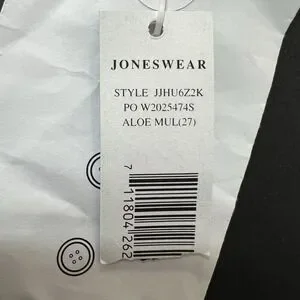 JONESWEAR
STYLE JJHU6Z2K
PO W2025474S
ALOE MUL(27)
7 11804 262